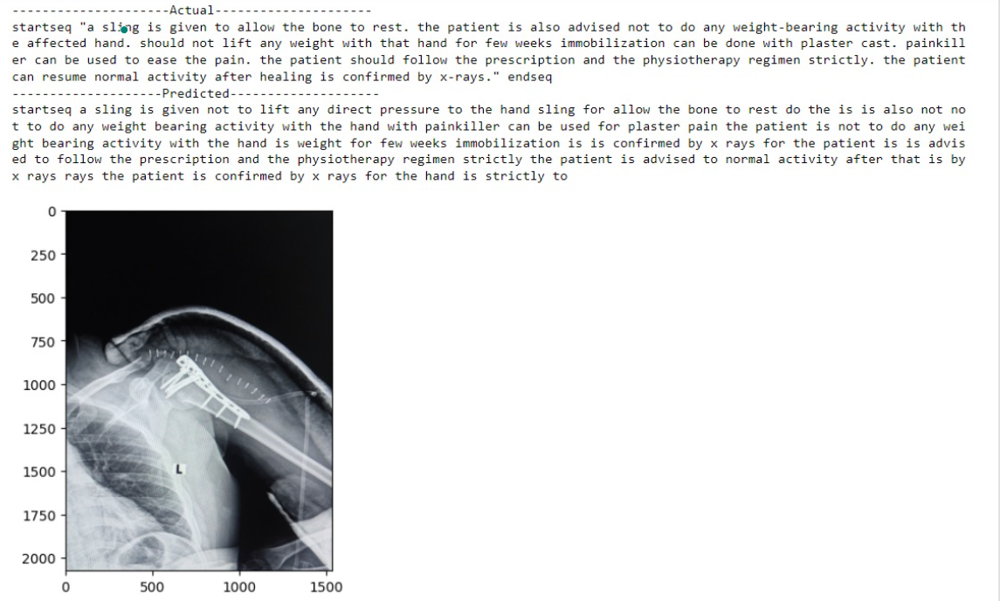 --------------------Actual--------------------
startseq "a sling is given to allow the bone to rest. the patient is also advised not to do any weight-bearing activity with th
e affected hand. should not lift any weight with that hand for few weeks immobilization can be done with plaster cast. painkill
er can be used to ease the pain. the patient should follow the prescription and the physiotherapy regimen strictly. the patient
can resume normal activity after healing is confirmed by x-rays." endseq
-------------------Predicted-------------------
startseq a sling is given not to lift any direct pressure to the hand sling for allow the bone to rest do the is is also not no
t to do any weight bearing activity with the hand with painkiller can be used for plaster pain the patient is not to do any wei
ght bearing activity with the hand is weight for few weeks immobilization is is confirmed by x rays for the patient is is advis
ed to follow the prescription and the physiotherapy regimen strictly the patient is advised to normal activity after that is by
x rays rays the patient is confirmed by x rays for the hand is strictly to
0
250
500
750
1000
1250
1500
L
1750
2000
0 500 1000 1500